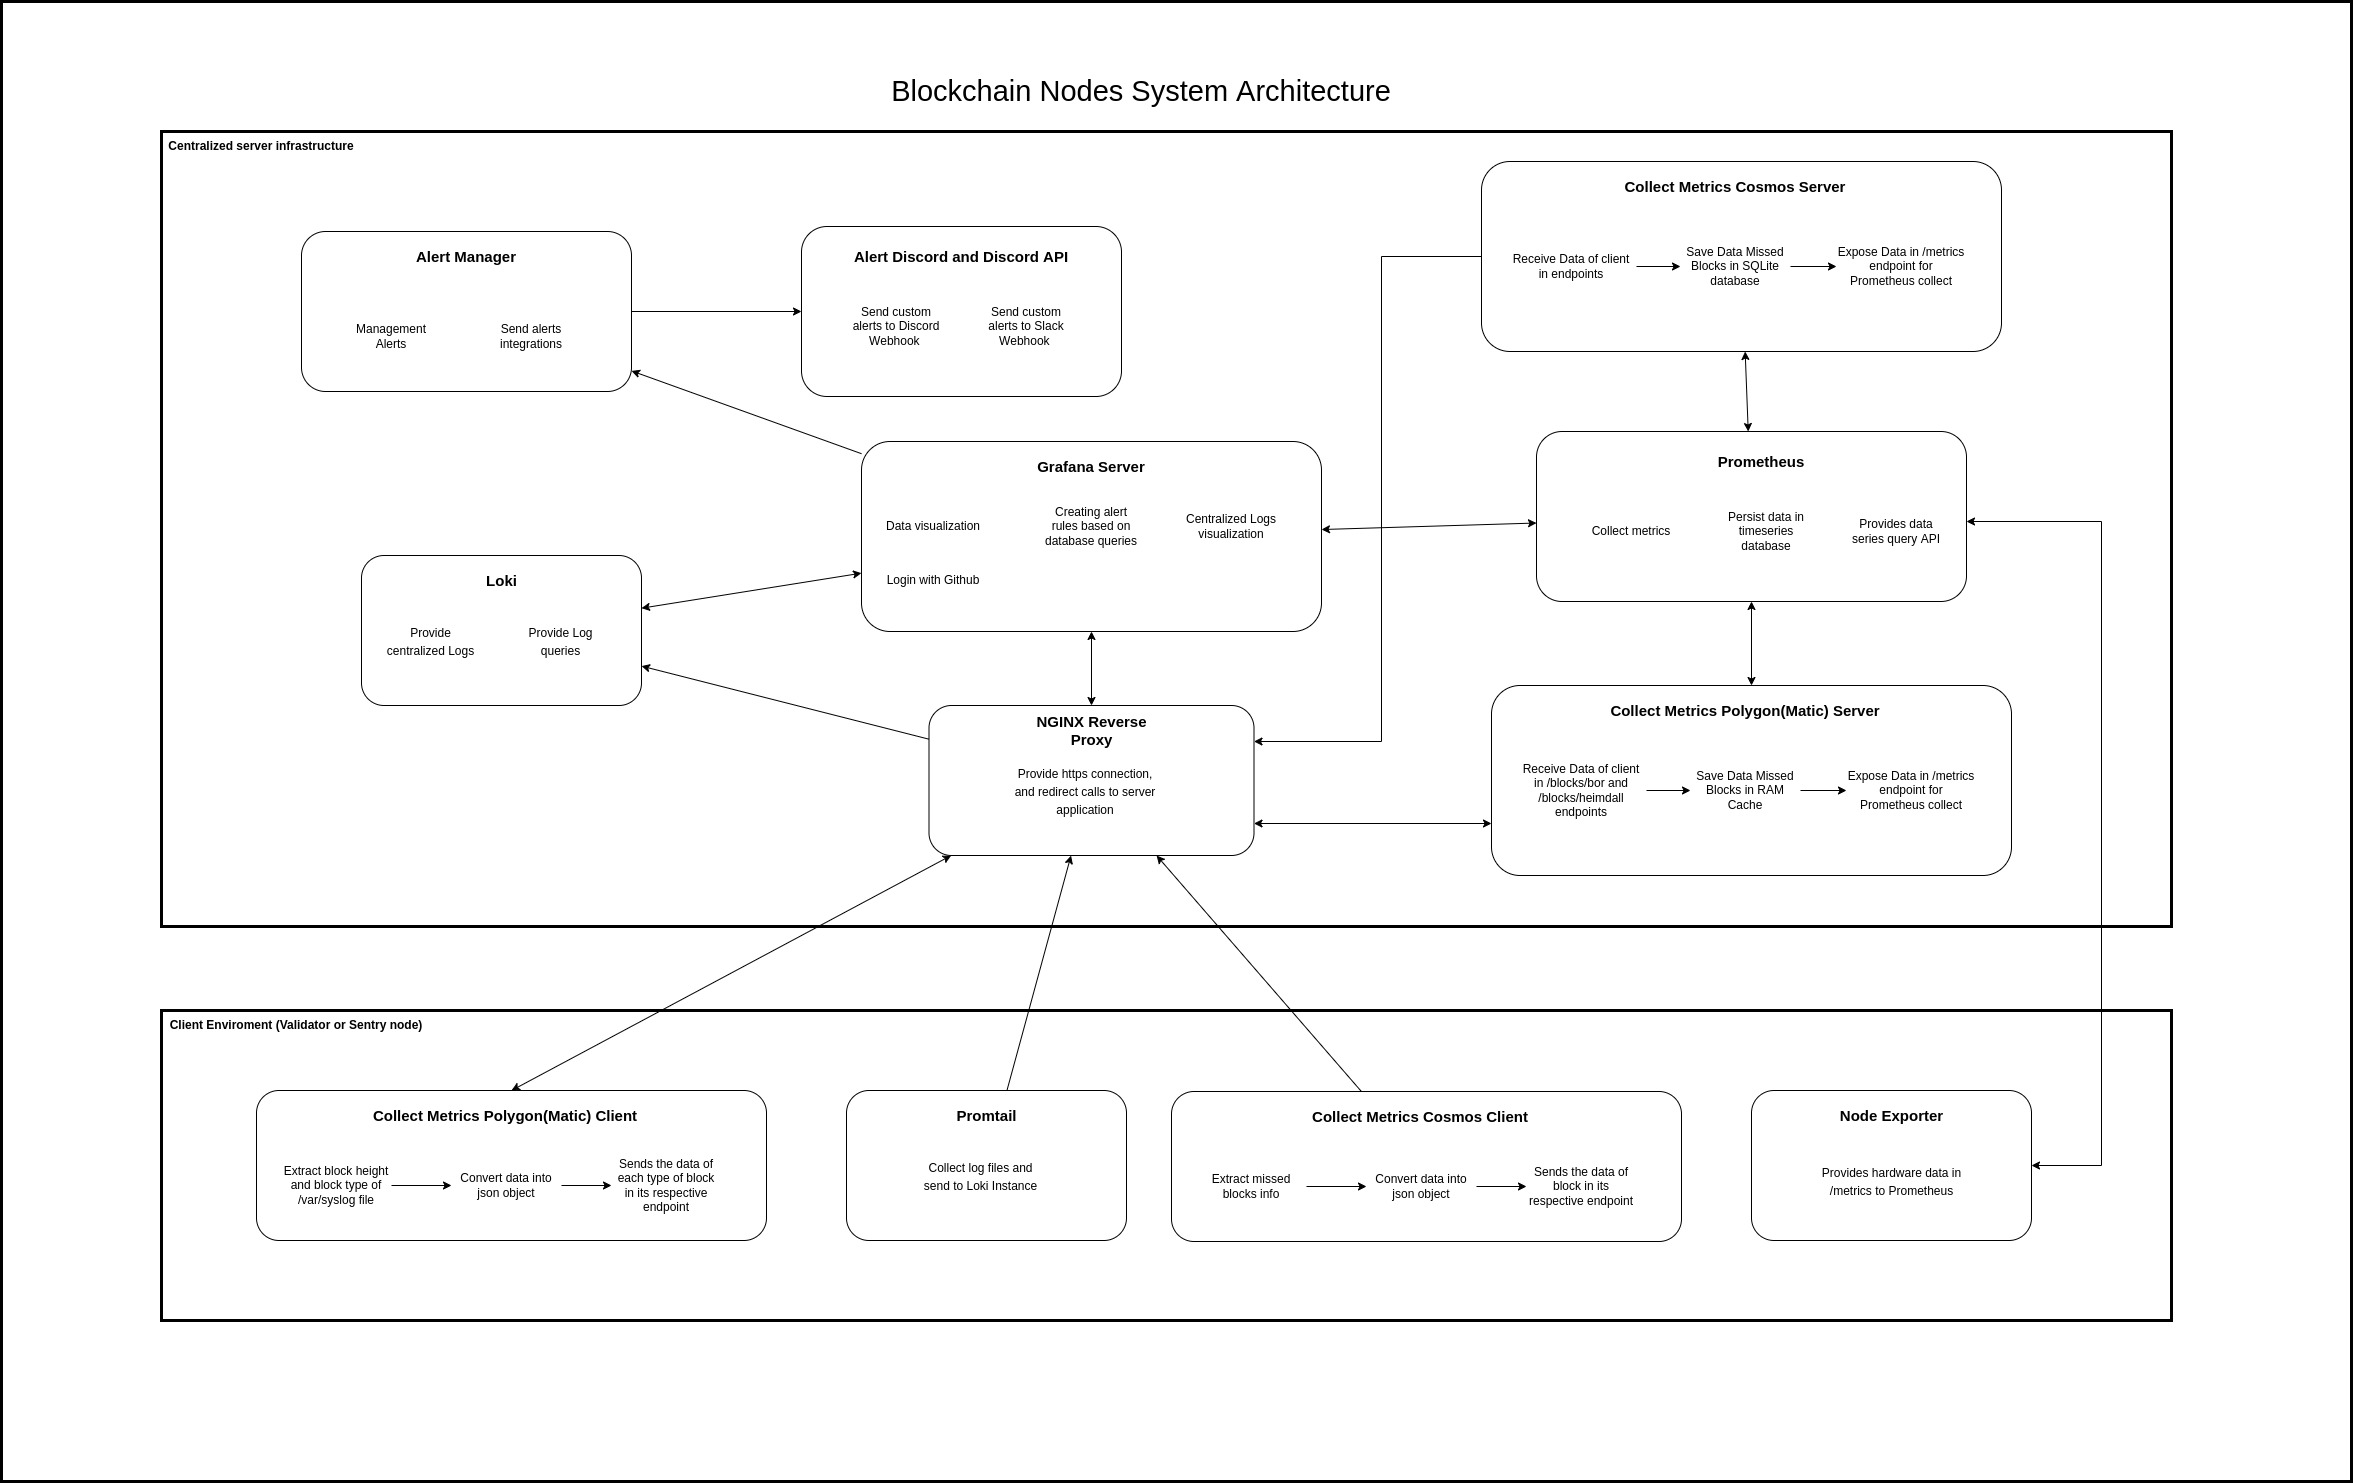 Blockchain Nodes System Architecture
Centralized server infrastructure
Alert Manager
Management
Alerts
Send alerts
integrations
Alert Discord and Discord API
Send custom
alerts to Discord
Webhook
Send custom
alerts to Slack
Webhook
Collect Metrics Cosmos Server
Receive Data of client
in endpoints
Save Data Missed
Blocks in SQLite
database
Expose Data in /metrics
endpoint for
Prometheus collect
Grafana Server
Data visualization
Creating alert
rules based on
database queries
Centralized Logs
visualization
Login with Github
Prometheus
Collect metrics
Persist data in
timeseries
database
Provides data
series query API
Loki
Provide
centralized Logs
Provide Log
queries
NGINX Reverse
Proxy
Provide https connection,
and redirect calls to server
application
Collect Metrics Polygon(Matic) Server
Receive Data of client
in /blocks/bor and
/blocks/heimdall
endpoints
Save Data Missed
Blocks in RAM
Cache
Expose Data in /metrics
endpoint for
Prometheus collect
Client Enviroment (Validator or Sentry node)
Collect Metrics Polygon(Matic) Client
Extract block height
and block type of
/var/syslog file
Convert data into
json object
Sends the data of
each type of block
in its respective
endpoint
Promtail
Collect log files and
send to Loki Instance
Collect Metrics Cosmos Client
Extract missed
blocks info
Convert data into
json object
Sends the data of
block in its
respective endpoint
Node Exporter
Provides hardware data in
/metrics to Prometheus